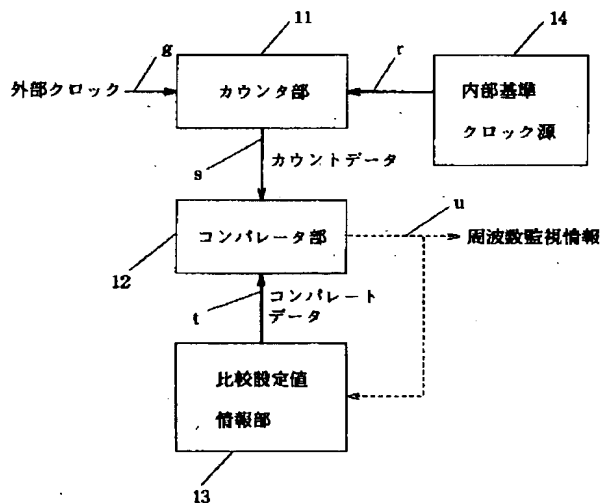 11
14
g
r
外部クロック
カウンタ部
内部基準
クロック源
s
カウントデータ
u
コンパレータ部
周波数監視情報
12
t
コンパレート
データ
比較設定値
情報部
13